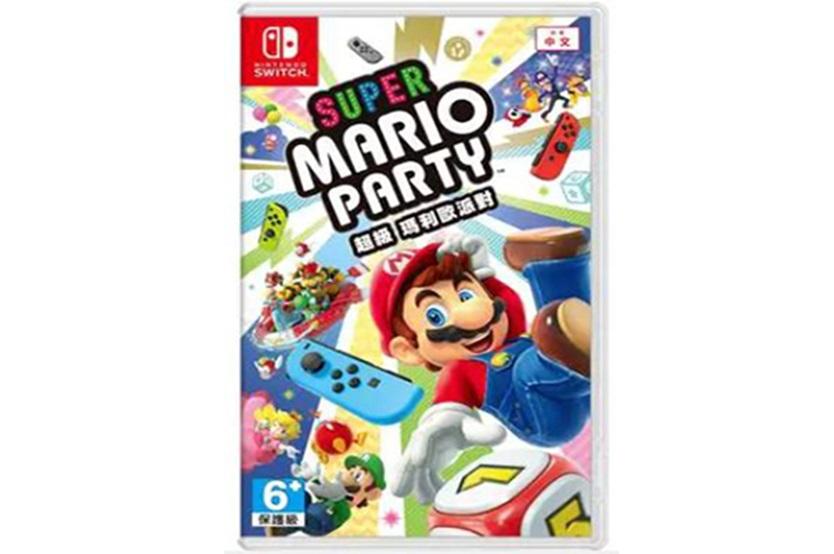 NINTENDO
SWITCH
中文
SUPER
MARIO
PARTY
超級 瑪利歐派對
M
6+
保護級